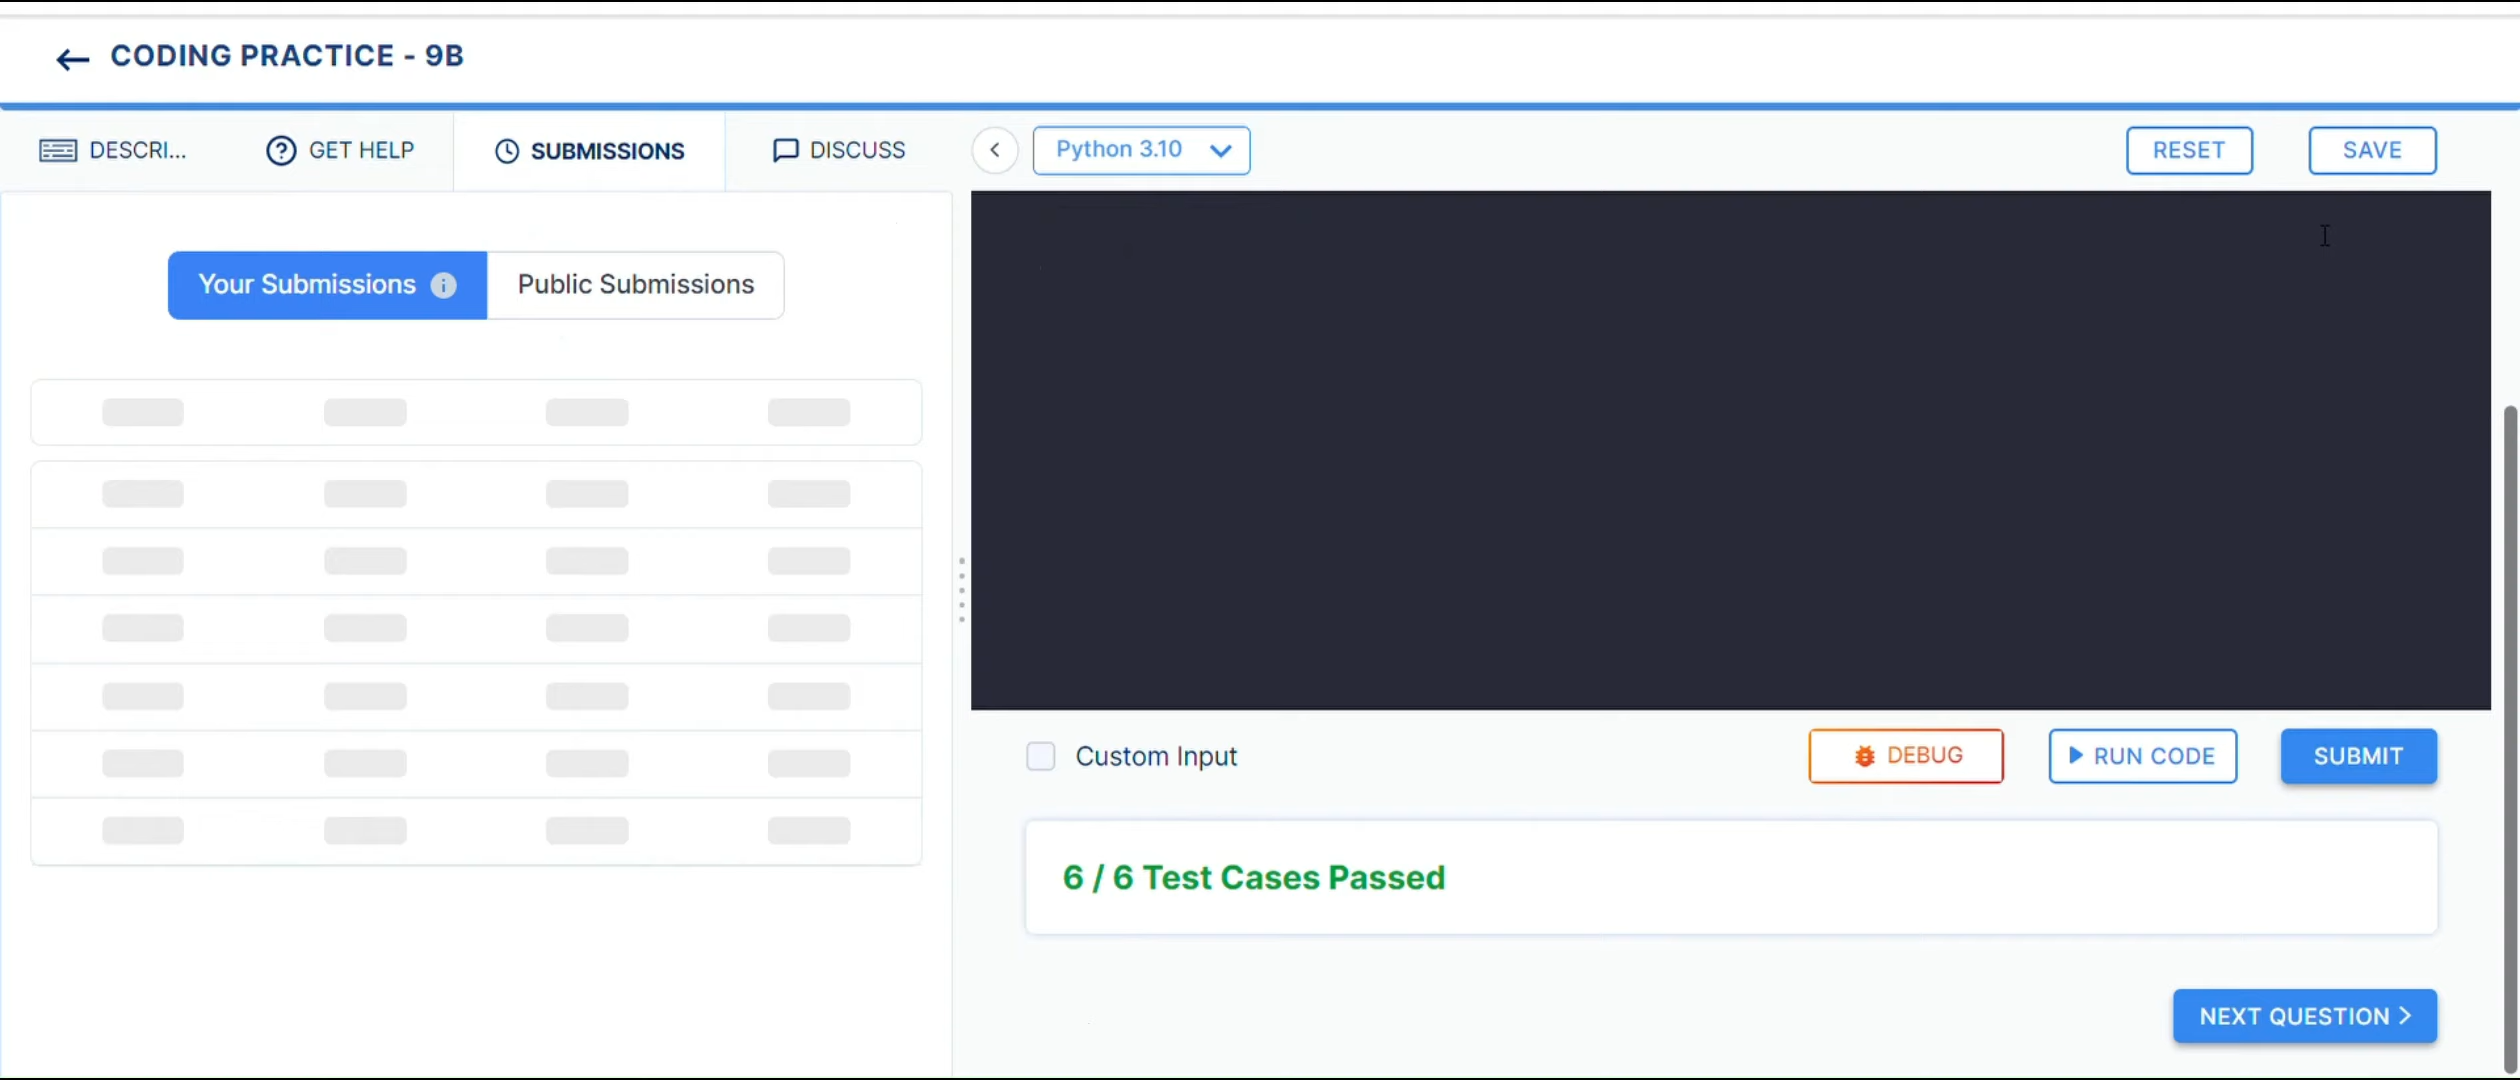 CODING PRACTICE - 9B
DESCRI...
GET HELP
SUBMISSIONS
DISCUSS
Python 3.10
RESET
SAVE
Your Submissions
Public Submissions
Custom Input
DEBUG
RUN CODE
SUBMIT
6 / 6 Test Cases Passed
NEXT QUESTION